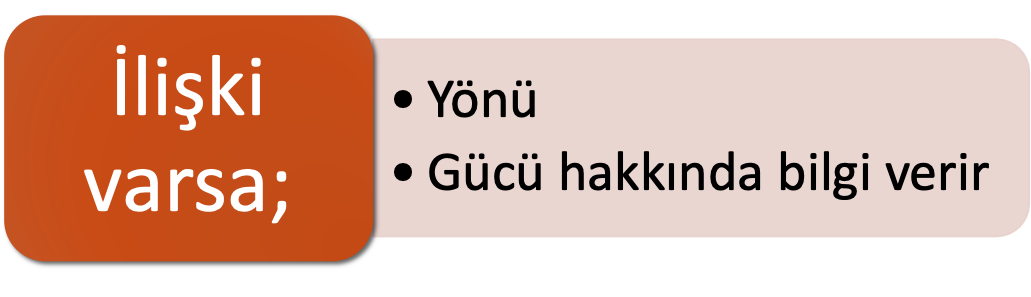 İlişki
varsa;
• Yönü
• Gücü hakkında bilgi verir